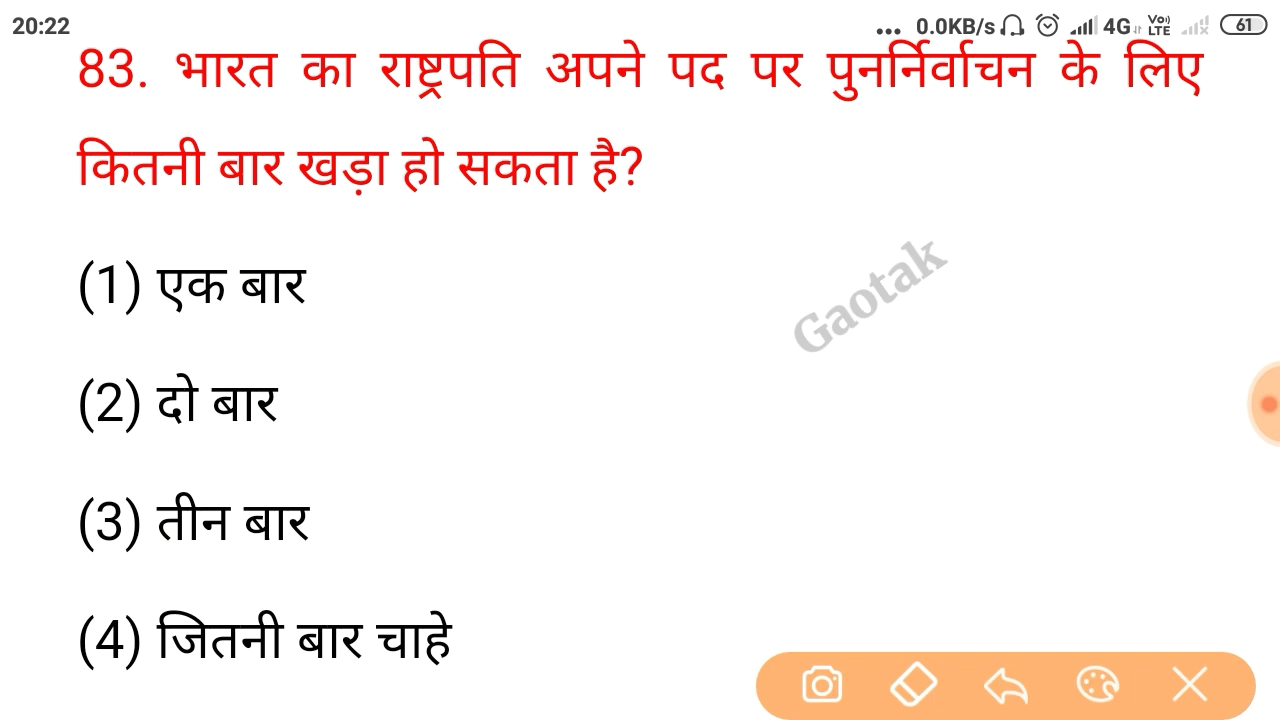 20:22
... 0.0KB/s 4G Vo) LTE 61
83. भारत का राष्ट्रपति अपने पद पर पुनर्निर्वाचन के लिए
कितनी बार खड़ा हो सकता है?
(1) एक बार
Gaotak
(2) दो बार
(3) तीन बार
(4) जितनी बार चाहे